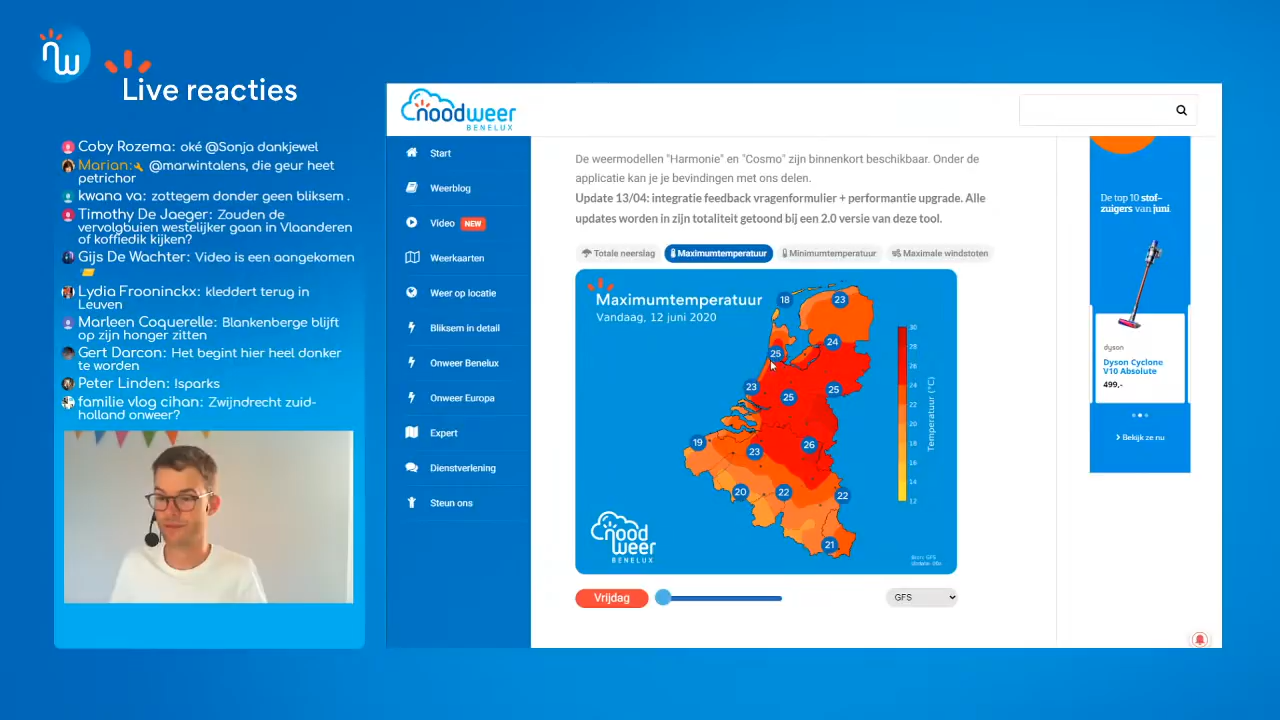 nw
Live reacties
Coby Rozema: oké @Sonja dankjewel
Marian: @marwintalens, die geur heet
petrichor
kwana va: zottegem donder geen bliksem .
Timothy De Jaeger: Zouden de
vervolgbuien westelijker gaan in Vlaanderen
of koffiedik kijken?
Gijs De Wachter: Video is een aangekomen
Lydia Frooninckx: kleddert terug in
Leuven
Marleen Coquerelle: Blankenberge blijft
op zijn honger zitten
Gert Darcon: Het begint hier heel donker
te worden
Peter Linden: !sparks
familie vlog cihan: Zwijndrecht zuid-
holland onweer?
noodweer
BENELUX
Start
Weerblog
Video NEW
Weerkaarten
Weer op locatie
Bliksem in detail
Onweer Benelux
Onweer Europa
Expert
Dienstverlening
Steun ons
De weermodellen "Harmonie" en "Cosmo" zijn binnenkort beschikbaar. Onder de
applicatie kan je je bevindingen met ons delen.
Update 13/04: integratie feedback vragenformulier + performantie upgrade. Alle
updates worden in zijn totaliteit getoond bij een 2.0 versie van deze tool.
Totale neerslag Maximumtemperatuur Minimumtemperatuur Maximale windstoten
Maximumtemperatuur
Vandaag, 12 juni 2020
18 23
24
25
23
25
25
19
23
26
20
22
22
21
30
28
26
24
22
20
18
16
14
12
Temperatuur (°C)
nood
weer
BENELUX
Vrijdag
GFS
De top 10 stof-
zuigers van juni.
dyson
Dyson Cyclone
V10 Absolute
499,-
Bekijk ze nu